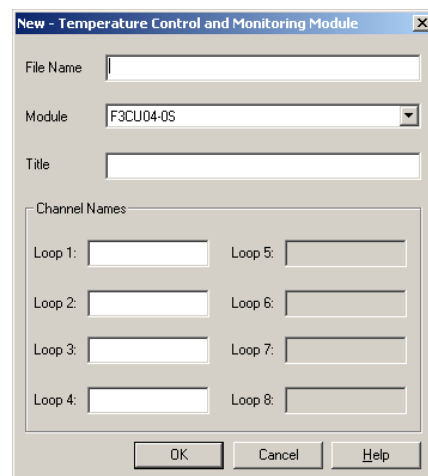 New - Temperature Control and Monitoring Module
File Name
Module F3CU04-0S
Title
Channel Names
Loop 1: Loop 5:
Loop 2: Loop 6:
Loop 3: Loop 7:
Loop 4: Loop 8:
OK Cancel Help